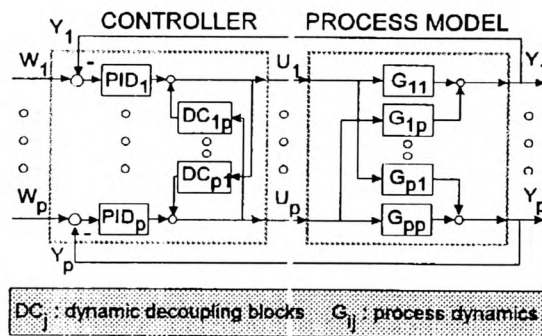 CONTROLLER PROCESS MODEL
Y1
W1 - PID1 U1 G11 Y1
DC1p G1p
DCp1 Gp1
Wp PIDp Up Gpp Yp
-
Yp
DCj : dynamic decoupling blocks Gij : process dynamics